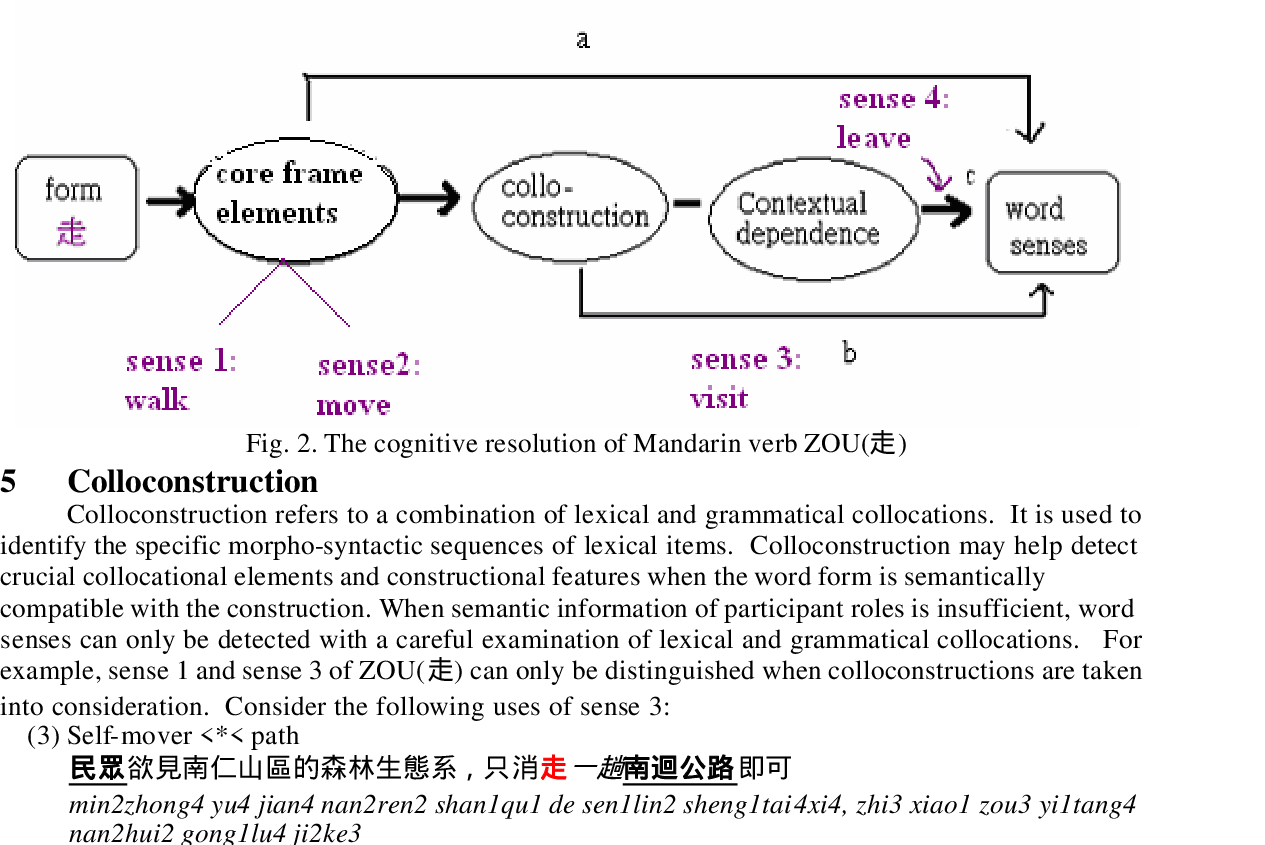 a
sense 4:
leave
form
走
core frame
elements
collo-
construction
Contextual
dependence
c
word
senses
sense 1:
walk
sense2:
move
sense 3:
visit
b
Fig. 2. The cognitive resolution of Mandarin verb ZOU(走)
5 Colloconstruction
Colloconstruction refers to a combination of lexical and grammatical collocations. It is used to
identify the specific morpho-syntactic sequences of lexical items. Colloconstruction may help detect
crucial collocational elements and constructional features when the word form is semantically
compatible with the construction. When semantic information of participant roles is insufficient, word
senses can only be detected with a careful examination of lexical and grammatical collocations. For
example, sense 1 and sense 3 of ZOU(走) can only be distinguished when colloconstructions are taken
into consideration. Consider the following uses of sense 3:
(3) Self-mover <*< path
民眾欲見南仁山區的森林生態系，只消走一趟南迴公路即可
min2zhong4 yu4 jian4 nan2ren2 shan1qu1 de sen1lin2 sheng1tai4xi4, zhi3 xiao1 zou3 yi1tang4
nan2hui2 gong1lu4 ji2ke3